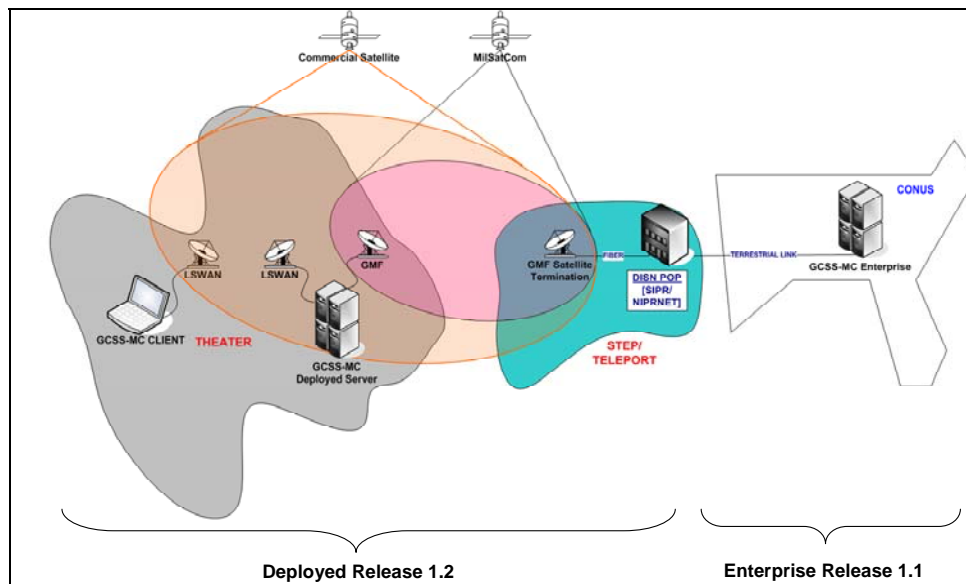 Commercial Satellite
MilSatCom
CONUS
LSWAN
LSWAN
GMF
GMF Satellite
Termination
FIBER
DISN POP
[SIPR/
NIPRNET]
TERRESTRIAL LINK
GCSS-MC Enterprise
GCSS-MC CLIENT
THEATER
GCSS-MC
Deployed Server
STEP/
TELEPORT
Deployed Release 1.2
Enterprise Release 1.1